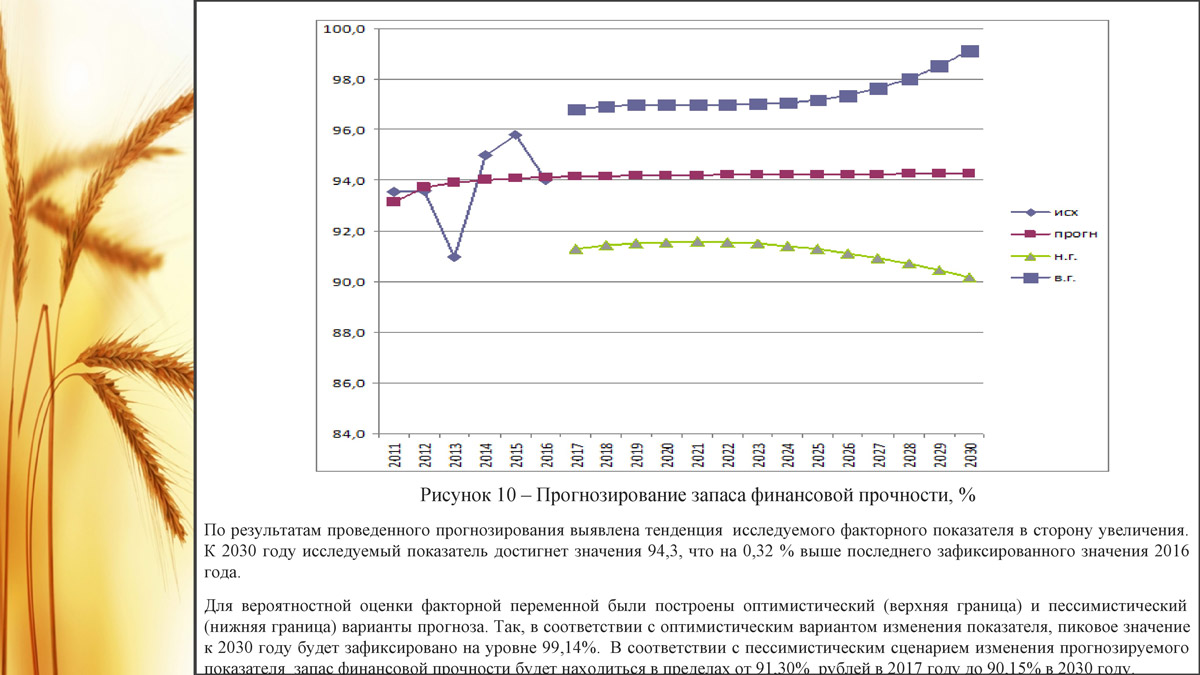 100,0
98,0
96,0
94,0
92,0
90,0
88,0
86,0
84,0
2011 2012 2013 2014 2015 2016 2017 2018 2019 2020 2021 2022 2023 2024 2025 2026 2027 2028 2029 2030
исх
прогн
н.г.
в.г.
Рисунок 10 – Прогнозирование запаса финансовой прочности, %
По результатам проведенного прогнозирования выявлена тенденция исследуемого факторного показателя в сторону увеличения.
К 2030 году исследуемый показатель достигнет значения 94,3, что на 0,32 % выше последнего зафиксированного значения 2016
года.
Для вероятностной оценки факторной переменной были построены оптимистический (верхняя граница) и пессимистический
(нижняя граница) варианты прогноза. Так, в соответствии с оптимистическим вариантом изменения показателя, пиковое значение
к 2030 году будет зафиксировано на уровне 99,14%. В соответствии с пессимистическим сценарием изменения прогнозируемого
показателя запас финансовой прочности будет находиться в пределах от 91,30% рублей в 2017 году до 90,15% в 2030 году.